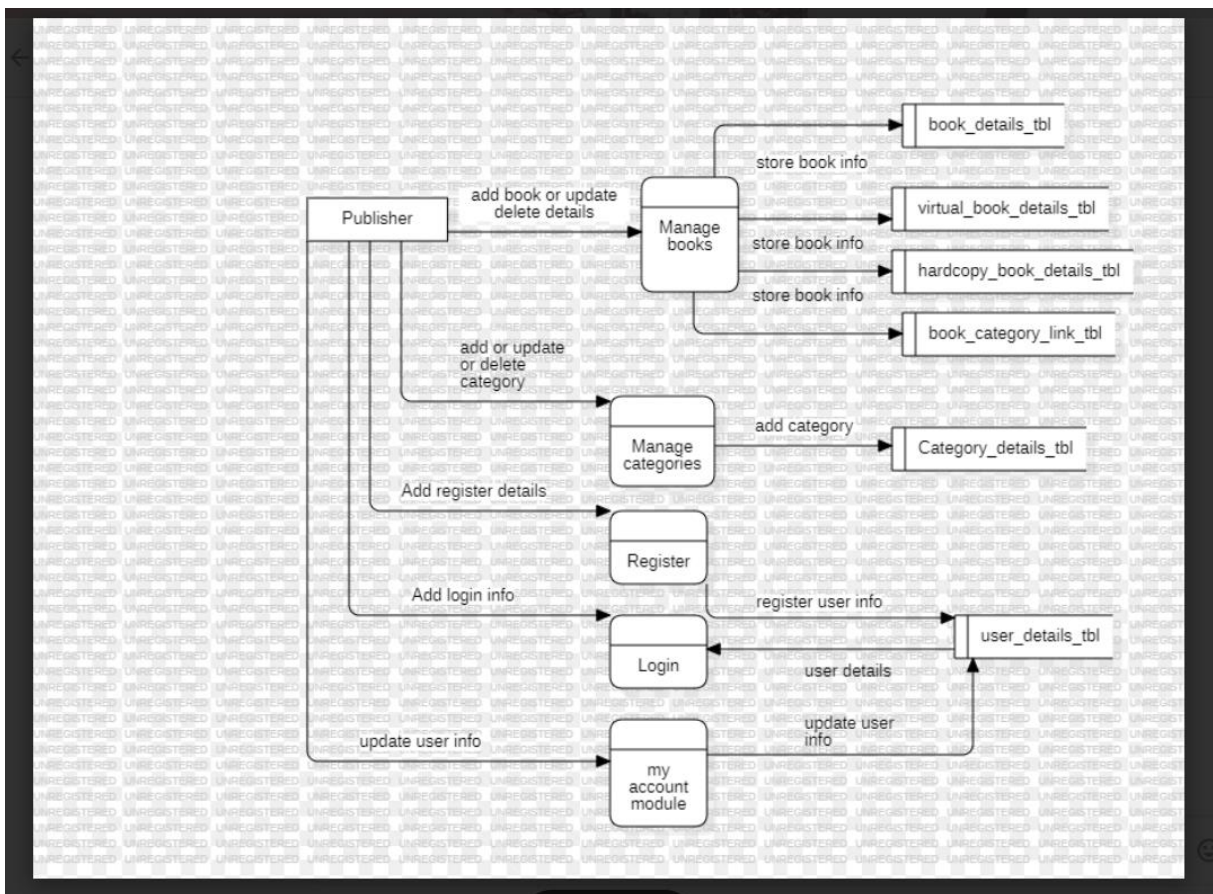 book_details_tbl
store book info
add book or update
delete details
Publisher
Manage
books
virtual_book_details_tbl
store book info
hardcopy_book_details_tbl
store book info
book_category_link_tbl
add or update
or delete
category
Manage
categories
add category
Category_details_tbl
Add register details
Register
Add login info
register user info
user_details_tbl
Login
user details
update user info
update user
info
my
account
module
UNREGISTERED